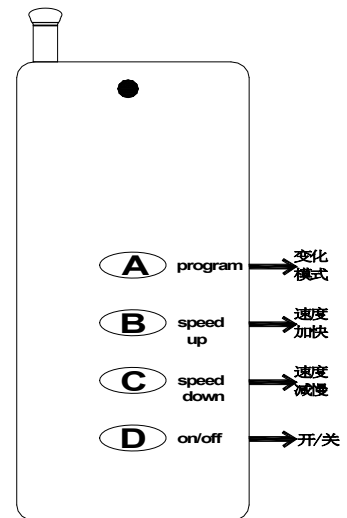 A program 变化
模式
B speed 速度
up 加快
C speed 速度
down 减慢
D on/off 开/关